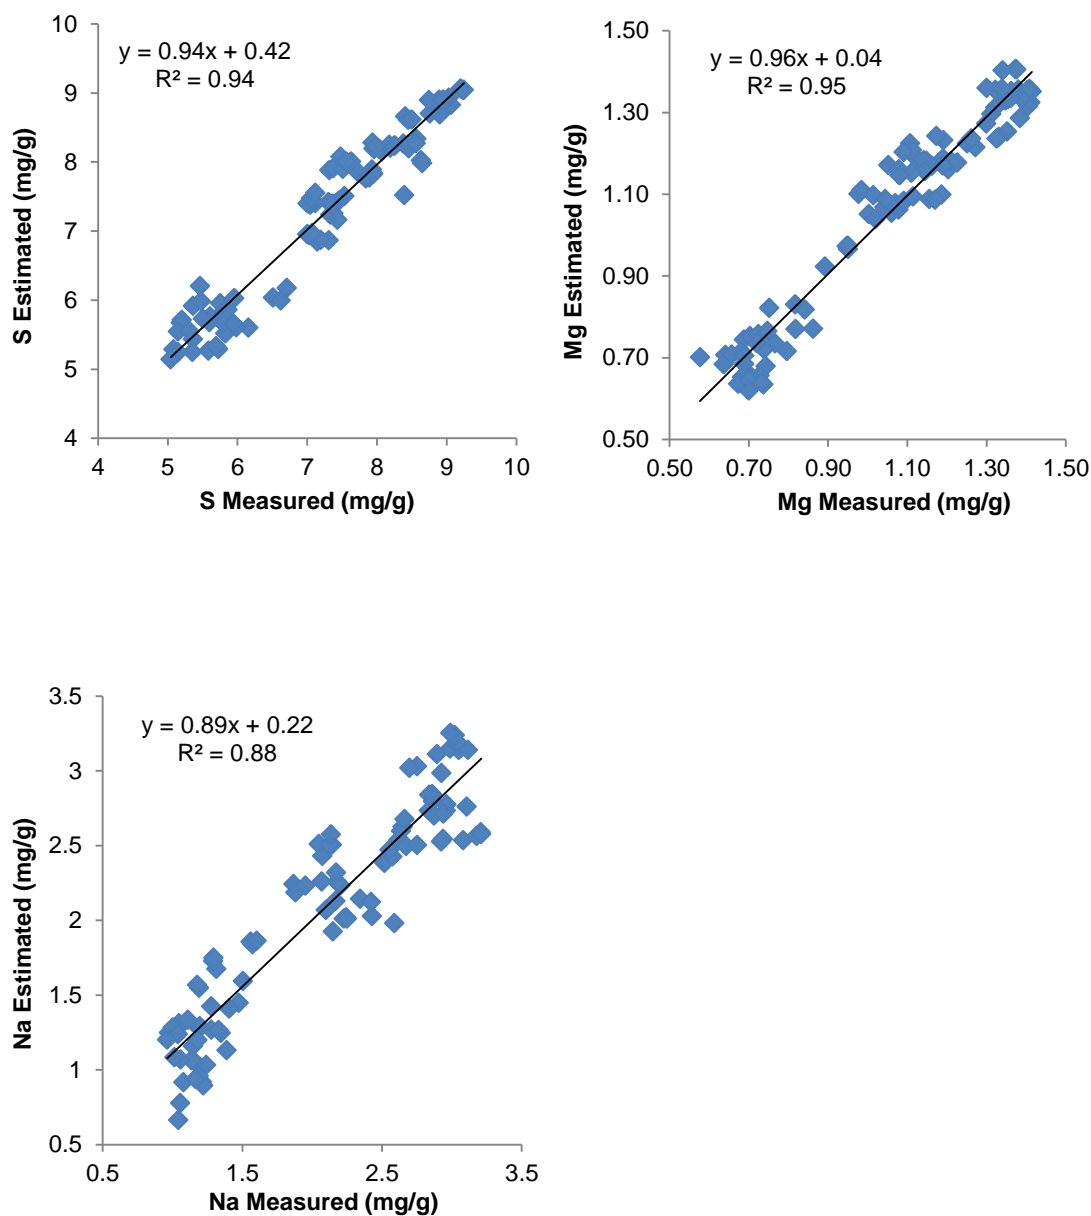 10
9
8
7
6
5
4
y = 0.94x + 0.42
R² = 0.94
S Estimated (mg/g)
4 5 6 7 8 9 10
S Measured (mg/g)
1.50
1.30
1.10
0.90
0.70
0.50
y = 0.96x + 0.04
R² = 0.95
Mg Estimated (mg/g)
0.50 0.70 0.90 1.10 1.30 1.50
Mg Measured (mg/g)
3.5
3
2.5
2
1.5
1
0.5
y = 0.89x + 0.22
R² = 0.88
Na Estimated (mg/g)
0.5 1.5 2.5 3.5
Na Measured (mg/g)